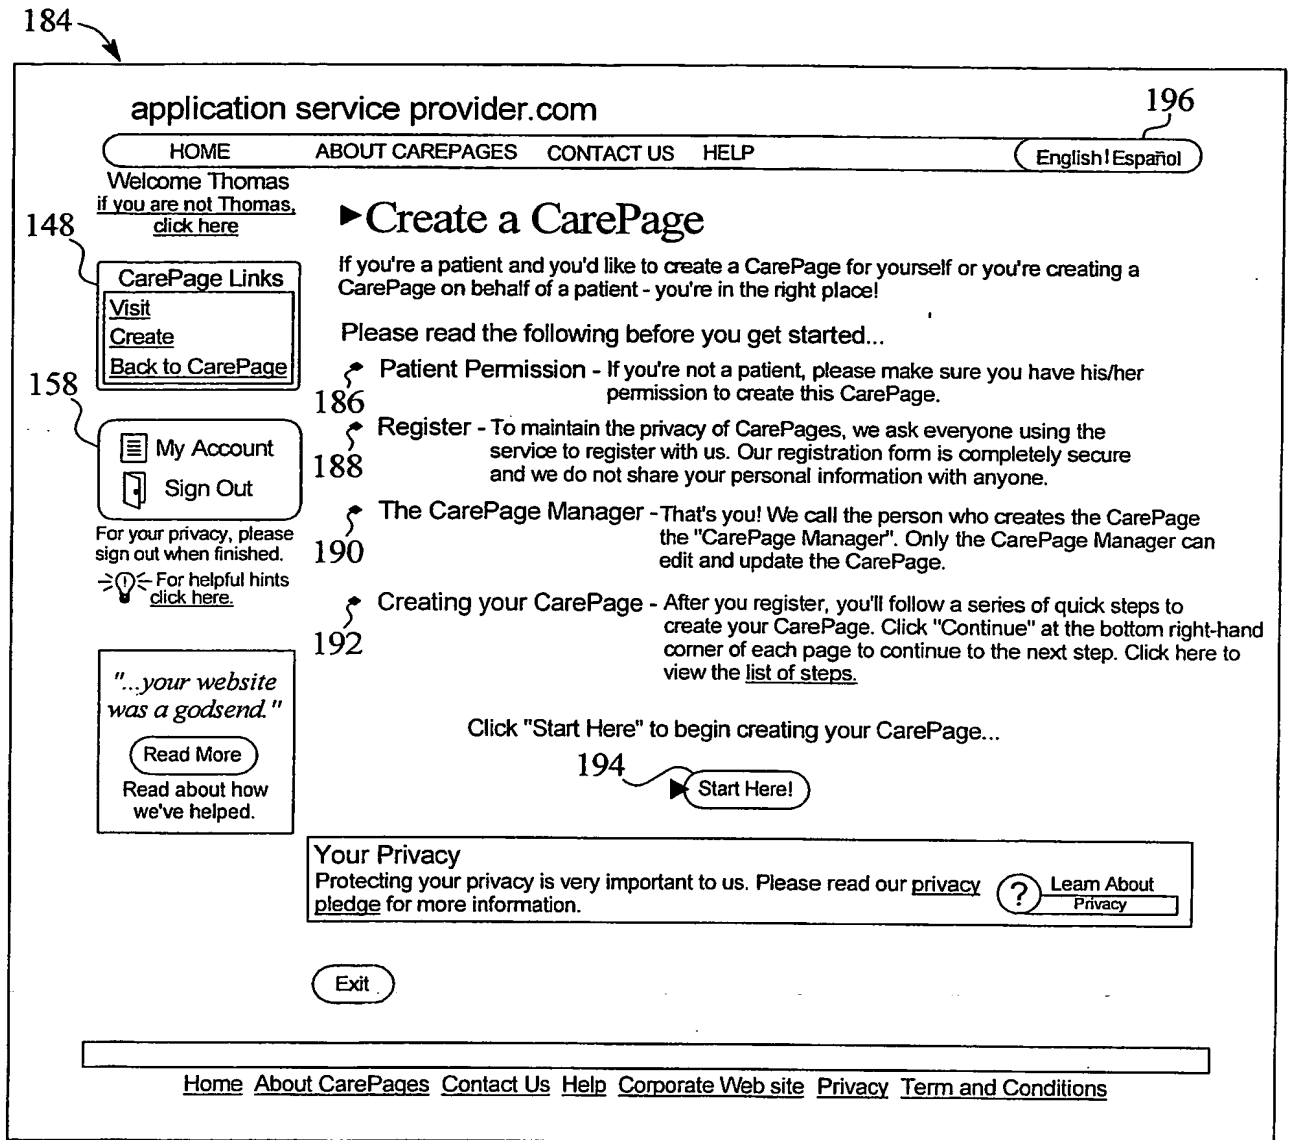 184
application service provider.com
196
HOME ABOUT CAREPAGES CONTACT US HELP English ! Español
Welcome Thomas
if you are not Thomas,
click here
148
CarePage Links
Visit
Create
Back to CarePage
158
My Account
Sign Out
For your privacy, please
sign out when finished.
For helpful hints
click here.
"...your website
was a godsend."
Read More
Read about how
we've helped.
Create a CarePage
If you're a patient and you'd like to create a CarePage for yourself or you're creating a
CarePage on behalf of a patient - you're in the right place!
Please read the following before you get started...
186
Patient Permission - If you're not a patient, please make sure you have his/her
permission to create this CarePage.
188
Register - To maintain the privacy of CarePages, we ask everyone using the
service to register with us. Our registration form is completely secure
and we do not share your personal information with anyone.
190
The CarePage Manager - That's you! We call the person who creates the CarePage
the "CarePage Manager". Only the CarePage Manager can
edit and update the CarePage.
192
Creating your CarePage - After you register, you'll follow a series of quick steps to
create your CarePage. Click "Continue" at the bottom right-hand
corner of each page to continue to the next step. Click here to
view the list of steps.
Click "Start Here" to begin creating your CarePage...
194
Start Here!
Your Privacy
Protecting your privacy is very important to us. Please read our privacy
pledge for more information.
? Learn About
Privacy
Exit
Home About CarePages Contact Us Help Corporate Web site Privacy Term and Conditions